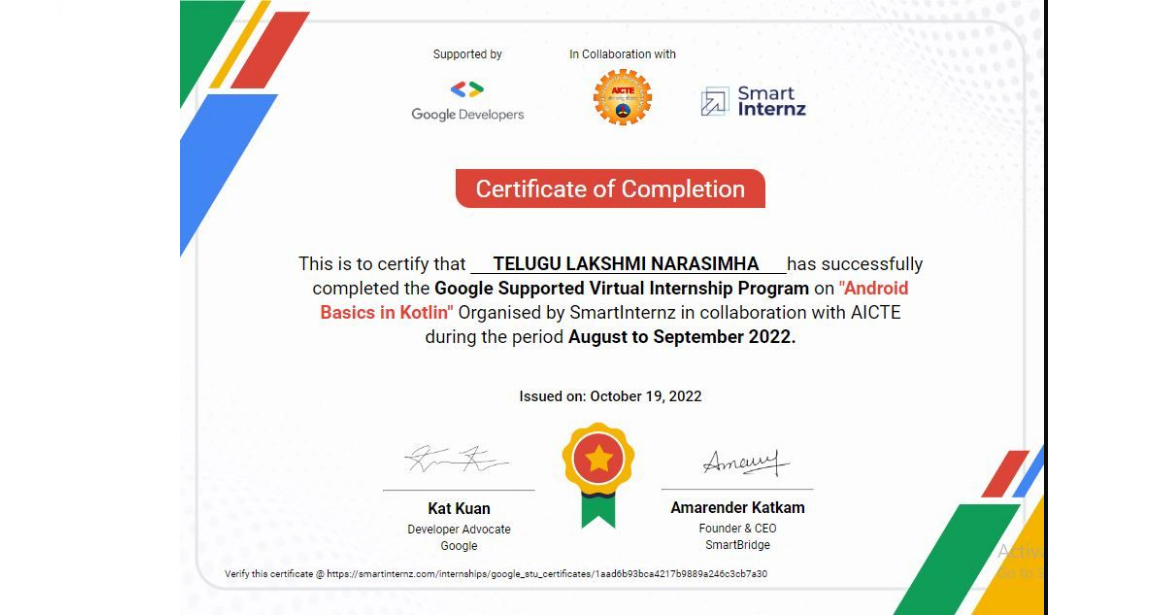 Supported by
In Collaboration with
Google Developers
AICTE
Smart
Internz
Certificate of Completion
This is to certify that TELUGU LAKSHMI NARASIMHA has successfully
completed the Google Supported Virtual Internship Program on "Android
Basics in Kotlin" Organised by SmartInternz in collaboration with AICTE
during the period August to September 2022.
Issued on: October 19, 2022
Kat Kuan
Developer Advocate
Google
Amarender Katkam
Founder & CEO
SmartBridge
Verify this certificate @ https://smartinternz.com/internships/google_stu_certificates/1aad6b93bca4217b9889a246c3cb7a30